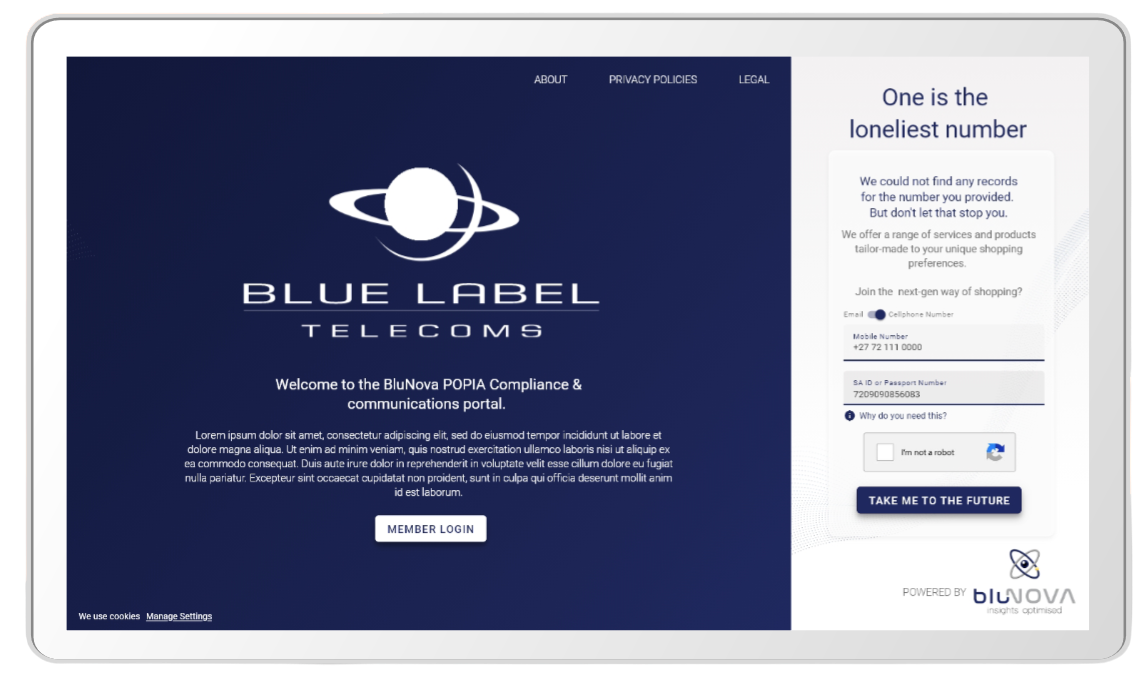 ABOUT PRIVACY POLICIES LEGAL
BLUE LABEL
TELECOMS
Welcome to the BluNova POPIA Compliance &
communications portal.
Lorem ipsum dolor sit amet, consectetur adipiscing elit, sed do eiusmod tempor incididunt ut labore et
dolore magna aliqua. Ut enim ad minim veniam, quis nostrud exercitation ullamco laboris nisi ut aliquip ex
ea commodo consequat. Duis aute irure dolor in reprehenderit in voluptate velit esse cillum dolore eu fugiat
nulla pariatur. Excepteur sint occaecat cupidatat non proident, sunt in culpa qui officia deserunt mollit anim
id est laborum.
MEMBER LOGIN
We use cookies Manage Settings
One is the
loneliest number
We could not find any records
for the number you provided.
But don't let that stop you.
We offer a range of services and products
tailor-made to your unique shopping
preferences.
Join the next-gen way of shopping?
Email Cellphone Number
Mobile Number
+27 72 111 0000
SA ID or Passport Number
7209090856083
Why do you need this?
I'm not a robot
TAKE ME TO THE FUTURE
POWERED BY bluNOVA
insights optimised